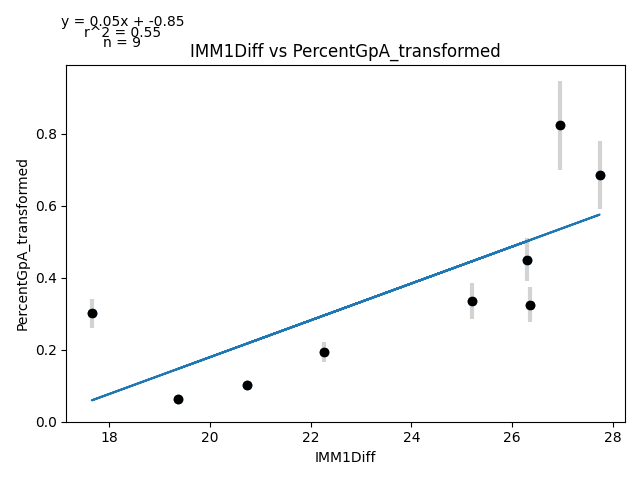 y = 0.05x + -0.85
r^2 = 0.55
n = 9
IMM1Diff vs PercentGpA_transformed
PercentGpA_transformed
0.8
0.6
0.4
0.2
0.0
18 20 22 24 26 28
IMM1Diff